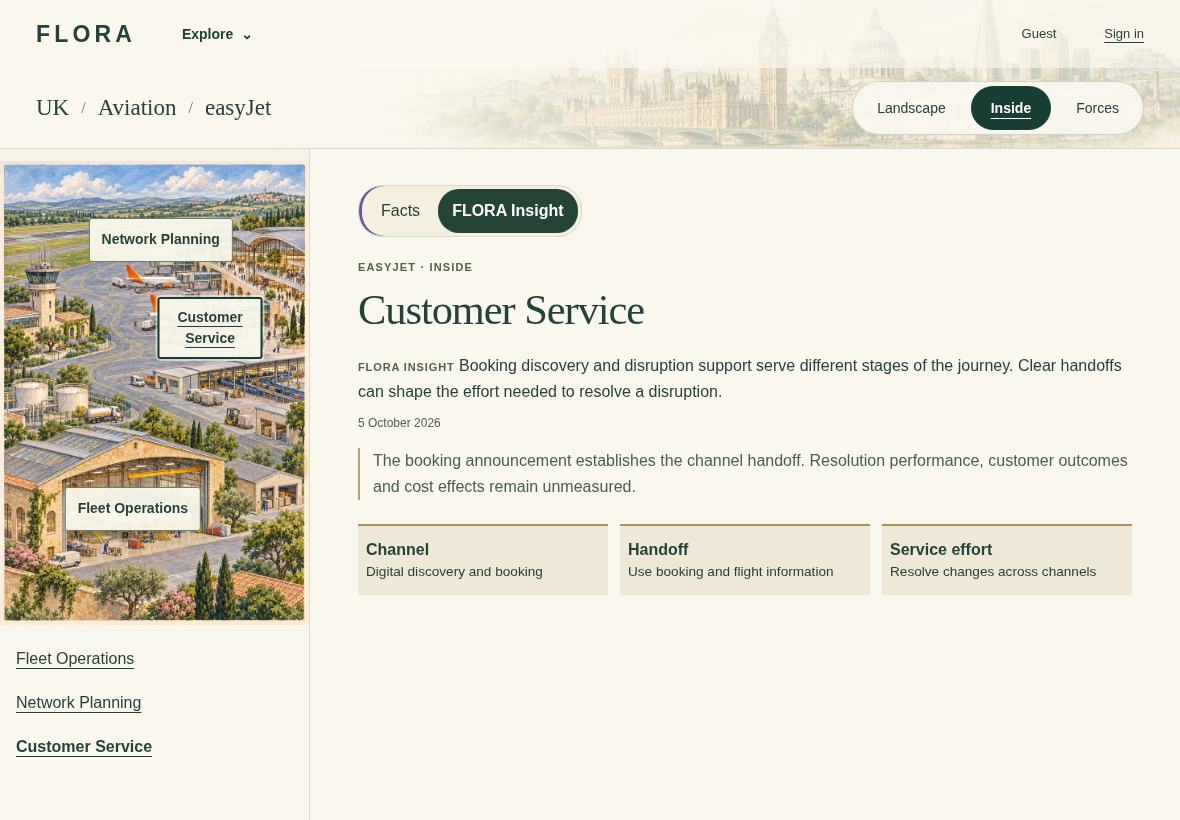 FLORA
Explore
Guest
Sign in
UK / Aviation / easyJet
Landscape
Inside
Forces
Network Planning
Customer
Service
Fleet Operations
Fleet Operations
Network Planning
Customer Service
Facts
FLORA Insight
EASYJET · INSIDE
Customer Service
FLORA INSIGHT Booking discovery and disruption support serve different stages of the journey. Clear handoffs
can shape the effort needed to resolve a disruption.
5 October 2026
The booking announcement establishes the channel handoff. Resolution performance, customer outcomes
and cost effects remain unmeasured.
Channel
Digital discovery and booking
Handoff
Use booking and flight information
Service effort
Resolve changes across channels